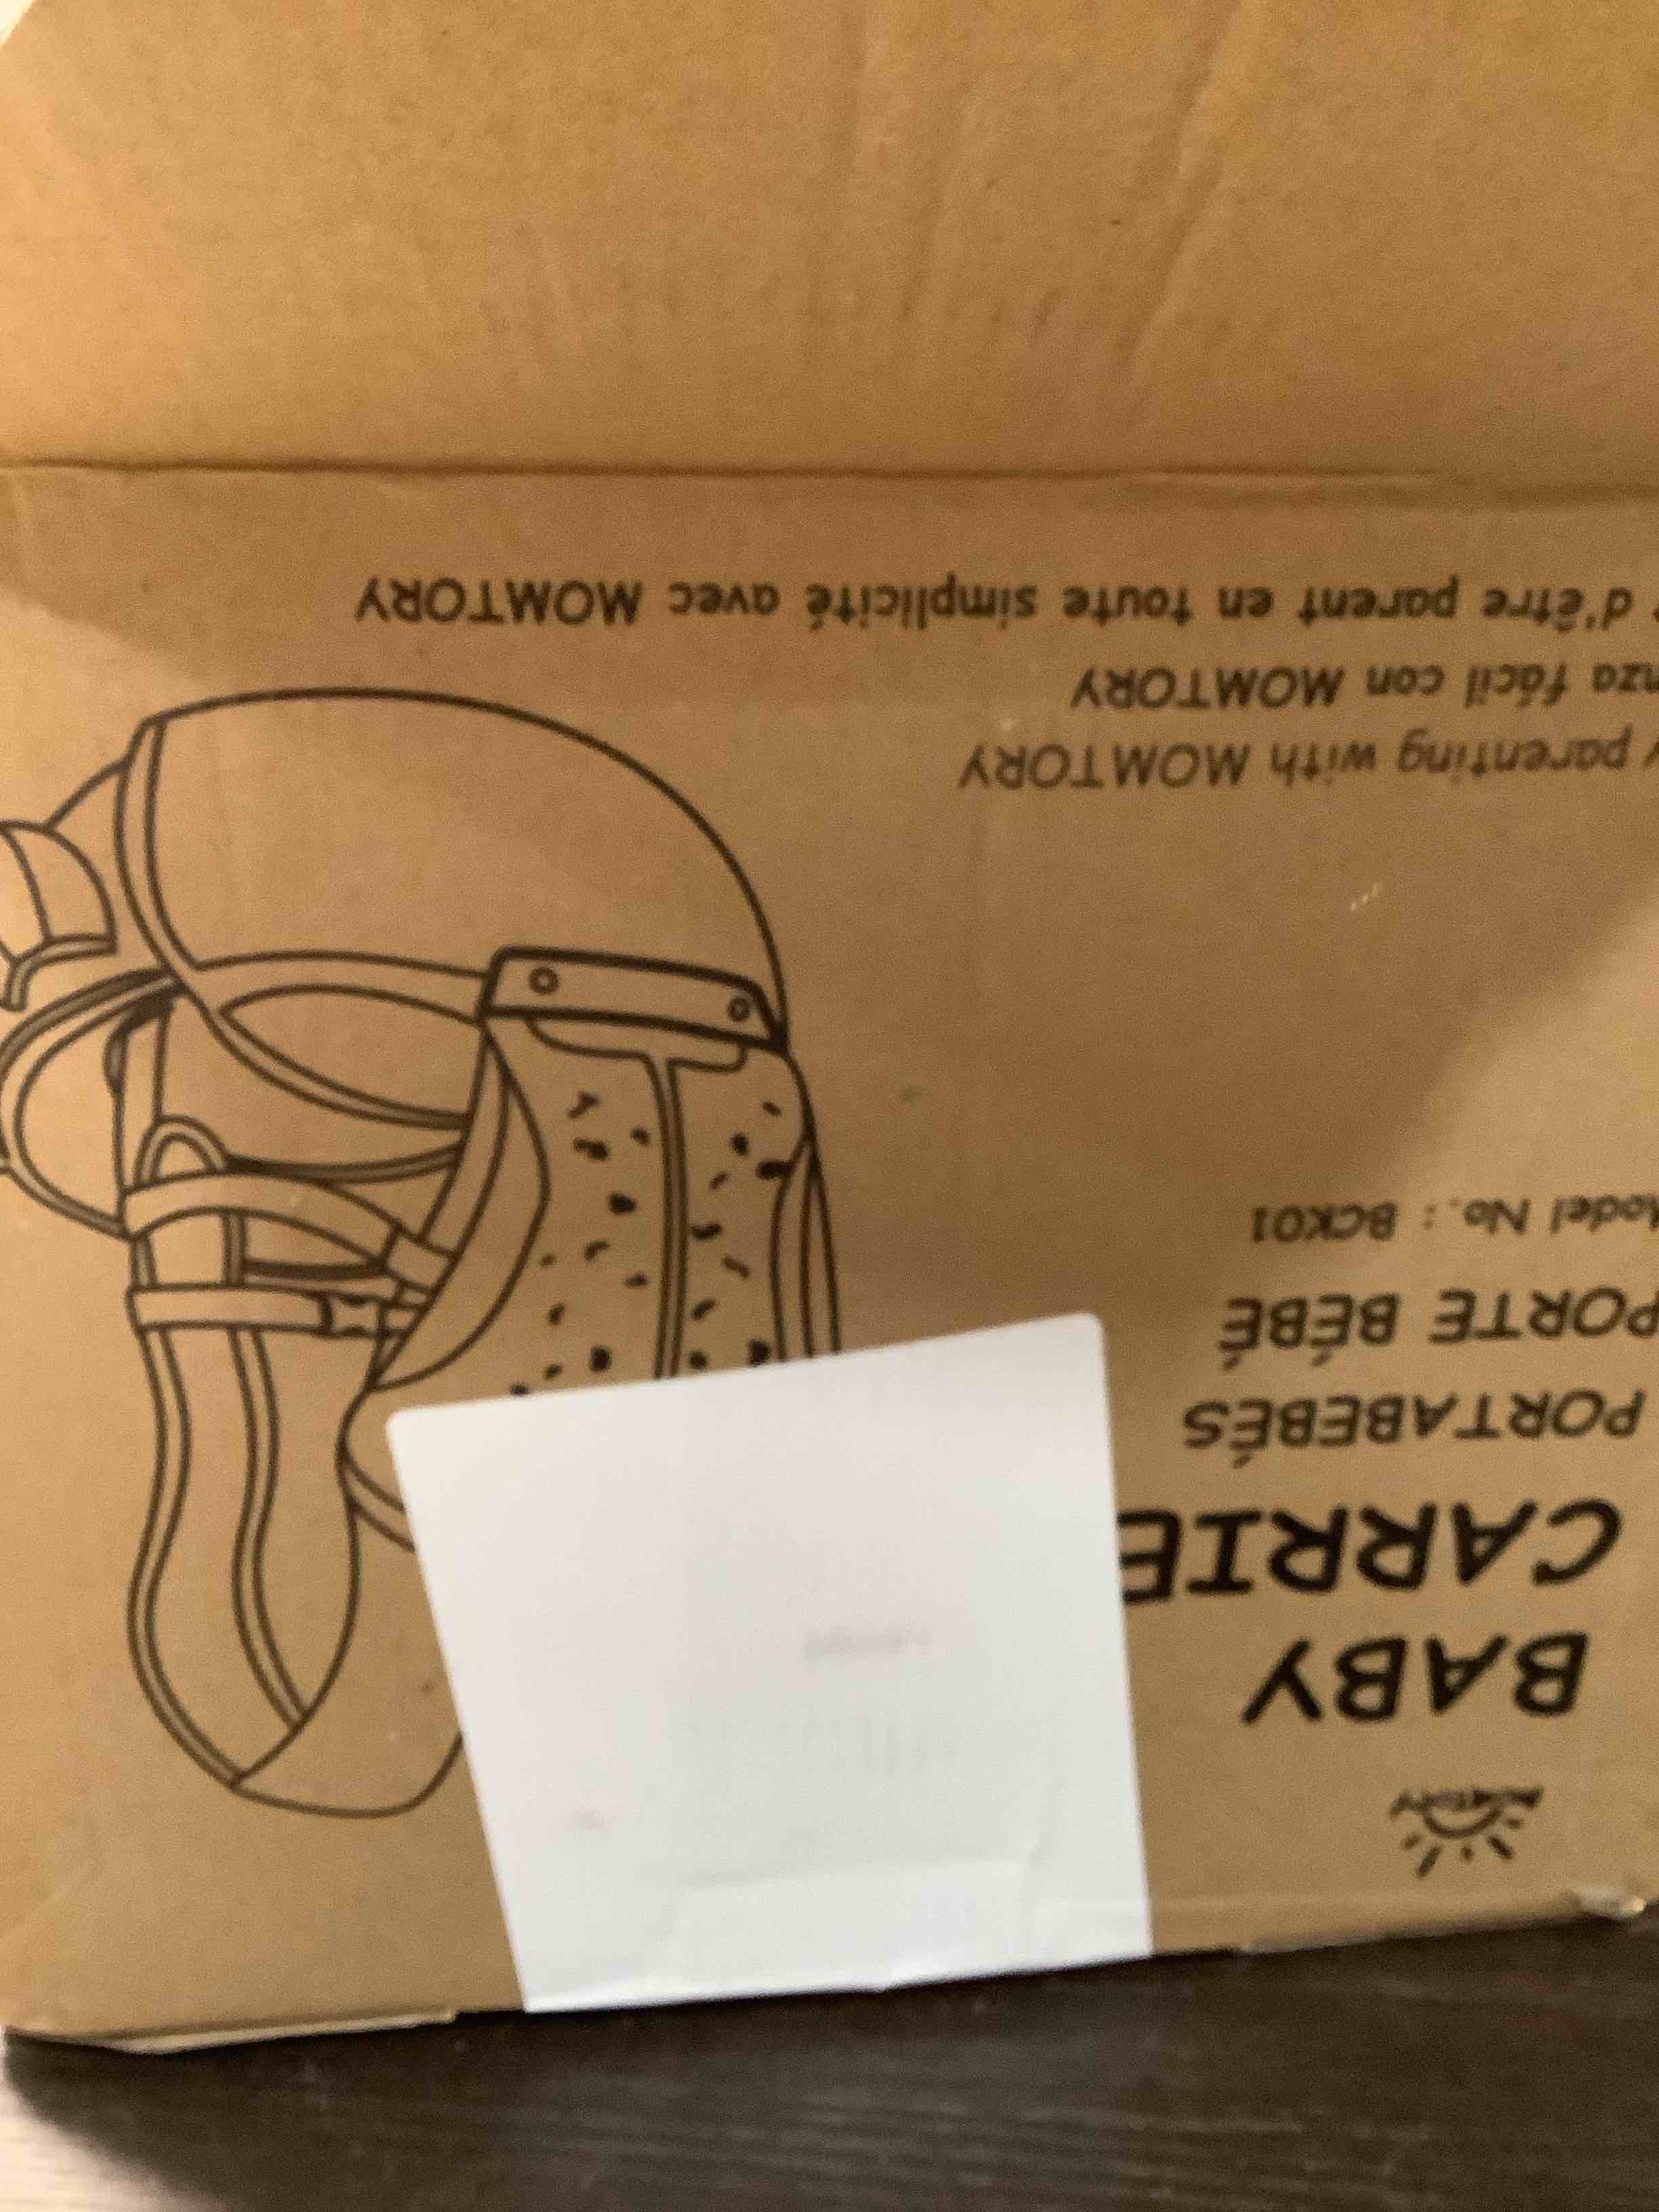 MOMTORY
BABY
CARRIE
PORTABEBÉS
PORTE BÉBÉ
Model No.: BCK01
parenting with MOMTORY
nza fácil con MOMTORY
d'être parent en toute simplicité avec MOMTORY